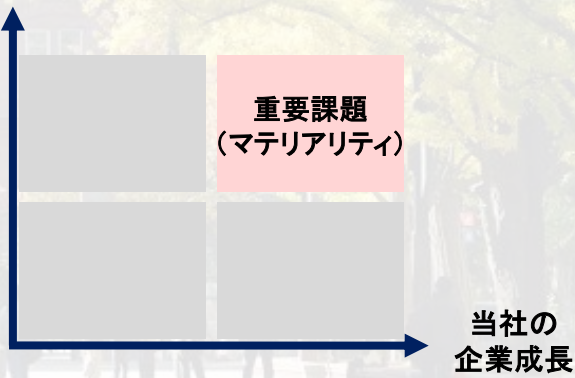 重要課題
（マテリアリティ）
当社の
企業成長